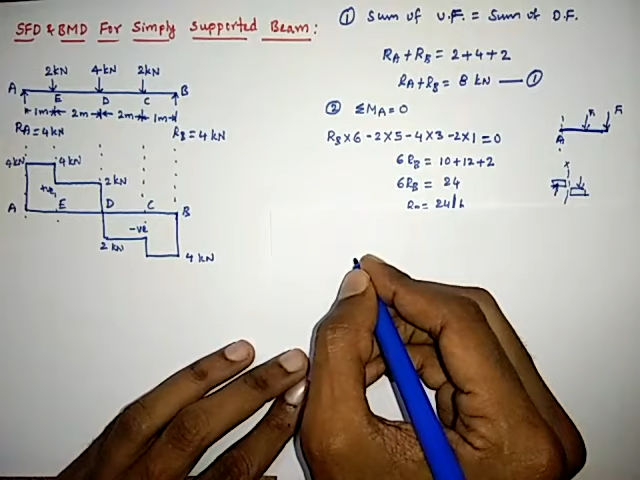 SFD & BMD For Simply Supported Beam:
2kN 4kN 2kN
A B
E D C
1m 2m 2m 1m
RA=4kN RB=4kN
4kN 4kN
2kN
+ve
A E D C B
-ve
2kN
4kN
① Sum of U.F. = Sum of D.F.
RA+RB = 2+4+2
RA+RB = 8 kN —— ①
② ΣMA=0
RB×6-2×5-4×3-2×1=0
6RB = 10+12+2
6RB = 24
RB= 24/6
A
x